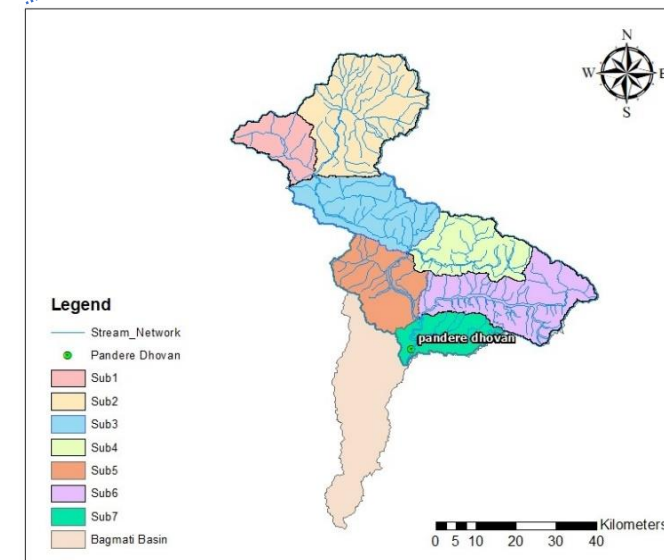 N
W E
S
pandere dhovan
Legend
Stream_Network
Pandere Dhovan
Sub1
Sub2
Sub3
Sub4
Sub5
Sub6
Sub7
Bagmati Basin
Kilometers
0 5 10 20 30 40